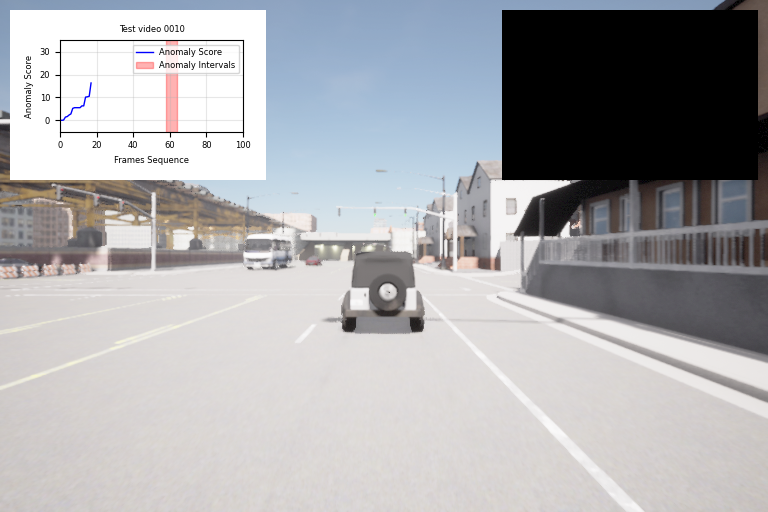 Test video 0010
Anomaly Score
Anomaly Intervals
Anomaly Score
30
20
10
0
0 20 40 60 80 100
Frames Sequence